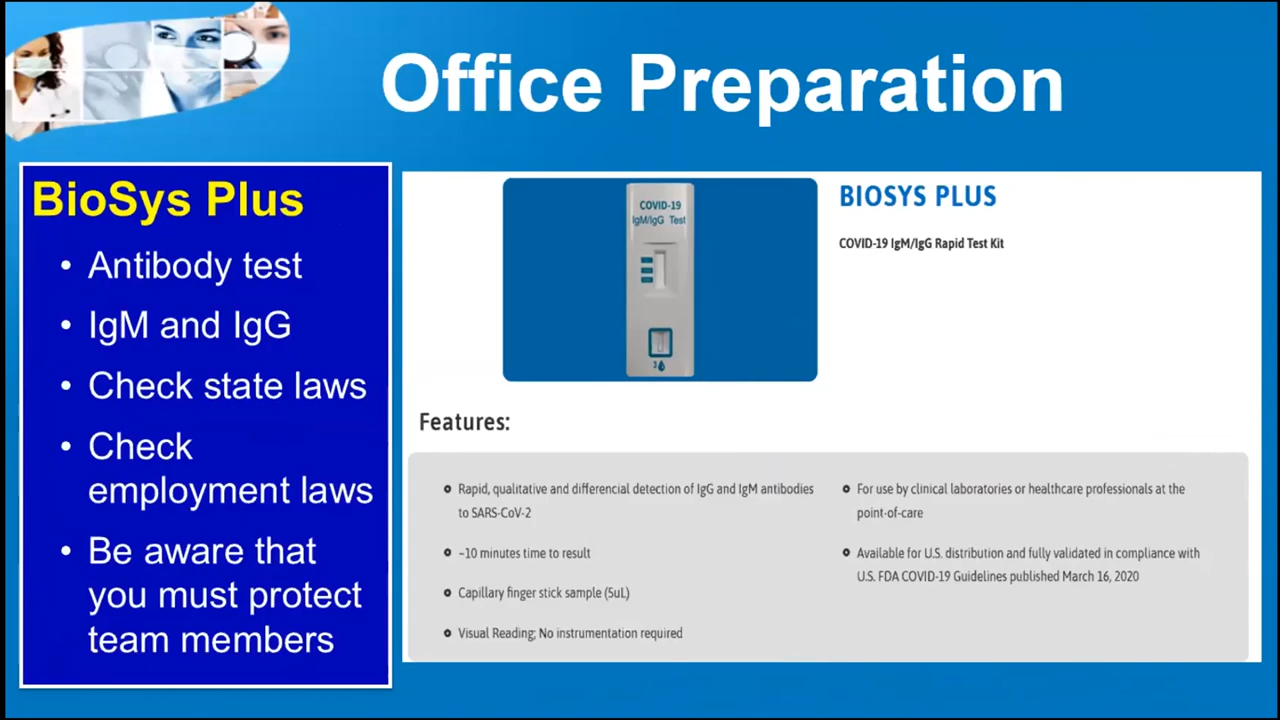 Office Preparation
BioSys Plus
• Antibody test
• IgM and IgG
• Check state laws
• Check
employment laws
• Be aware that
you must protect
team members
COVID-19
IgM/IgG Test
3
BIOSYS PLUS
COVID-19 IgM/IgG Rapid Test Kit
Features:
Rapid, qualitative and differencial detection of IgG and IgM antibodies
to SARS-CoV-2
~10 minutes time to result
Capillary finger stick sample (5uL)
Visual Reading; No instrumentation required
For use by clinical laboratories or healthcare professionals at the
point-of-care
Available for U.S. distribution and fully validated in compliance with
U.S. FDA COVID-19 Guidelines published March 16, 2020